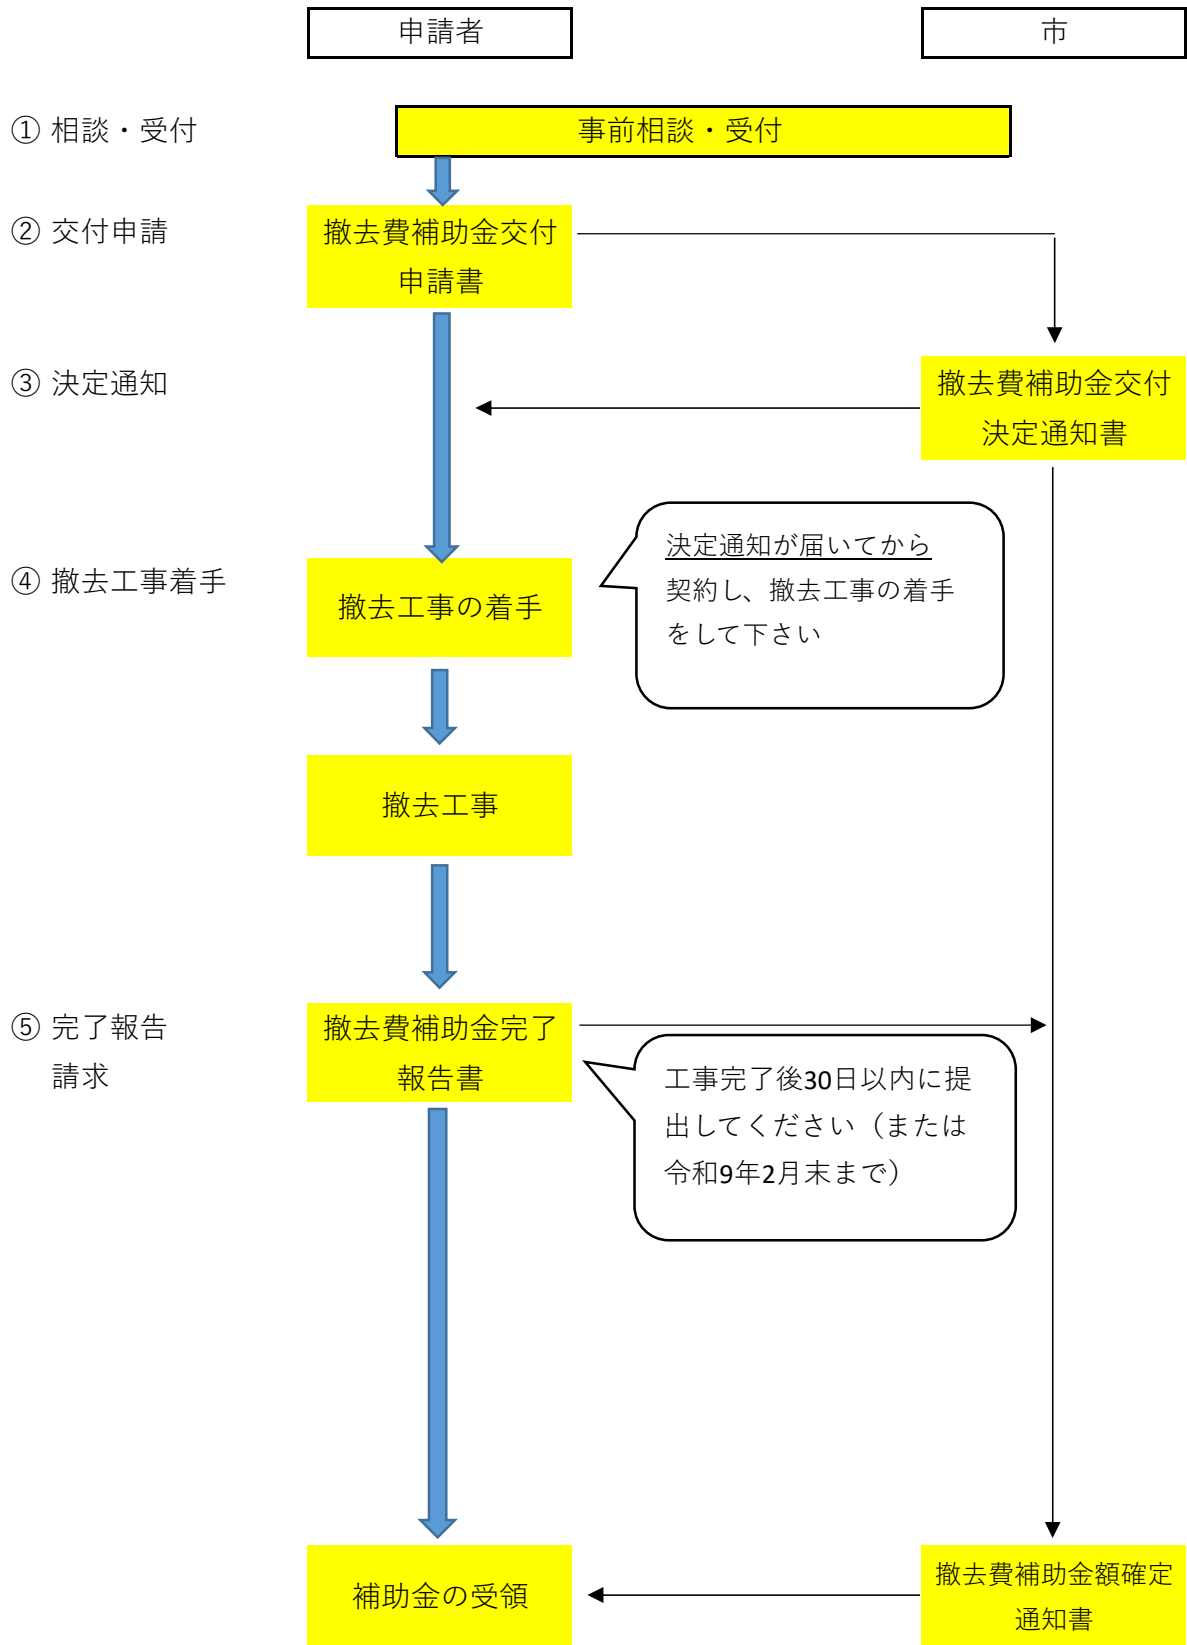 申請者
市
① 相談・受付
事前相談・受付
② 交付申請
撤去費補助金交付
申請書
③ 決定通知
撤去費補助金交付
決定通知書
決定通知が届いてから
契約し、撤去工事の着手
をして下さい
④ 撤去工事着手
撤去工事の着手
撤去工事
⑤ 完了報告
請求
撤去費補助金完了
報告書
工事完了後30日以内に提
出してください（または
令和9年2月末まで）
補助金の受領
撤去費補助金額確定
通知書